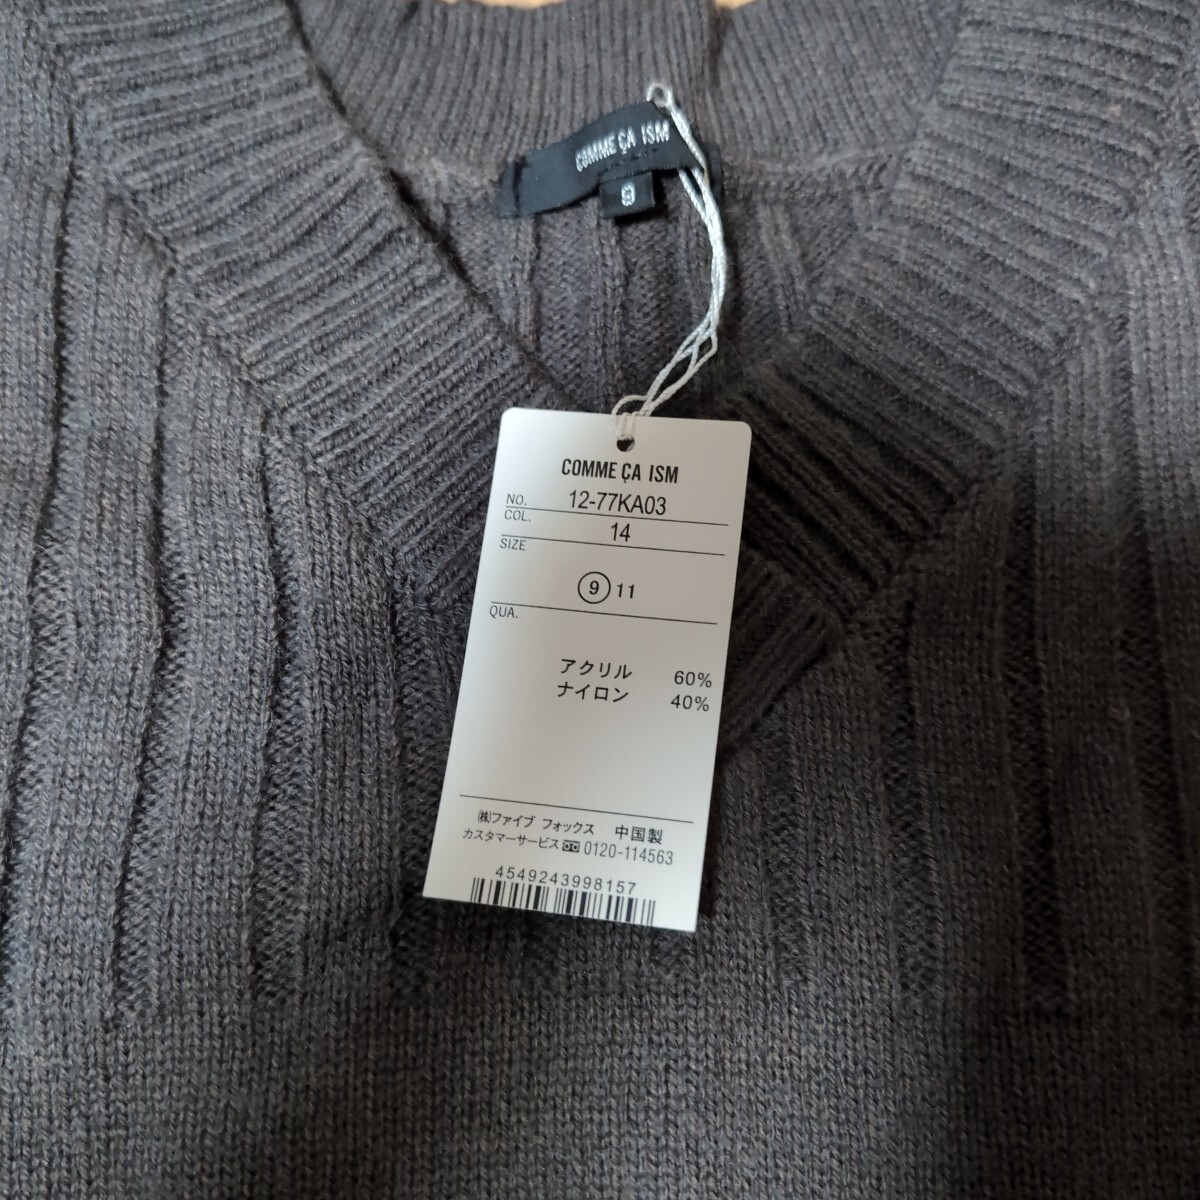 COMME ÇA ISM
9
COMME ÇA ISM
NO. 12-77KA03
COL. 14
SIZE
9 11
QUA.
アクリル 60%
ナイロン 40%
㈱ファイブ フォックス 中国製
カスタマーサービス 0120-114563
4549243998157